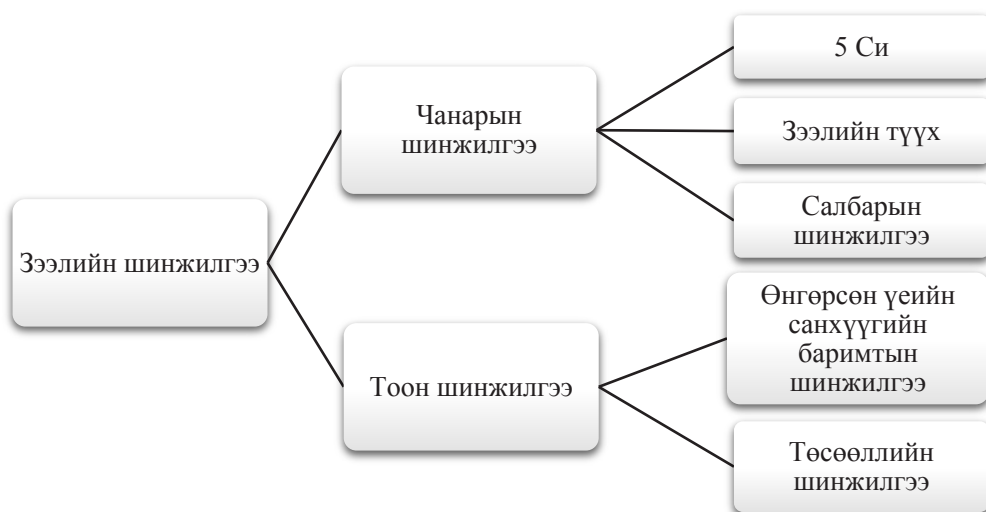 5 Си
Чанарын
шинжилгээ
Зээлийн түүх
Салбарын
шинжилгээ
Зээлийн шинжилгээ
Өнгөрсөн үеийн
санхүүгийн
баримтын
шинжилгээ
Тоон шинжилгээ
Төсөөллийн
шинжилгээ